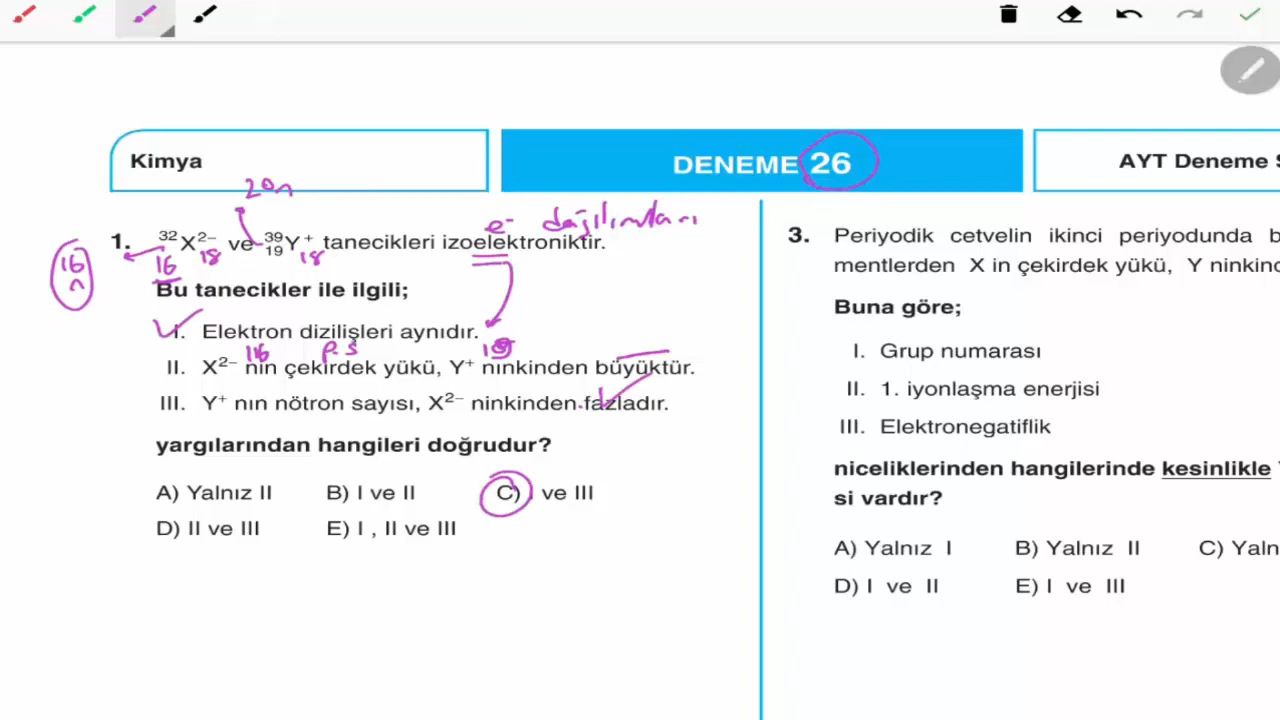 Kimya
DENEME 26
AYT Deneme
20n
e⁻ dağılımları
1. ³²X²⁻ ve ³⁹₁₉Y⁺ tanecikleri izoelektroniktir.
16 n
16 18 18
Bu tanecikler ile ilgili;
I. Elektron dizilişleri aynıdır.
16 p.s 19
II. X²⁻ nin çekirdek yükü, Y⁺ ninkinden büyüktür.
III. Y⁺ nın nötron sayısı, X²⁻ ninkinden fazladır.
yargılarından hangileri doğrudur?
A) Yalnız II B) I ve II C) I ve III
D) II ve III E) I , II ve III
3. Periyodik cetvelin ikinci periyodunda
mentlerden X in çekirdek yükü, Y
Buna göre;
I. Grup numarası
II. 1. iyonlaşma enerjisi
III. Elektronegatiflik
niceliklerinden hangilerinde kesinlikle
si vardır?
A) Yalnız I B) Yalnız II C)
D) I ve II E) I ve III